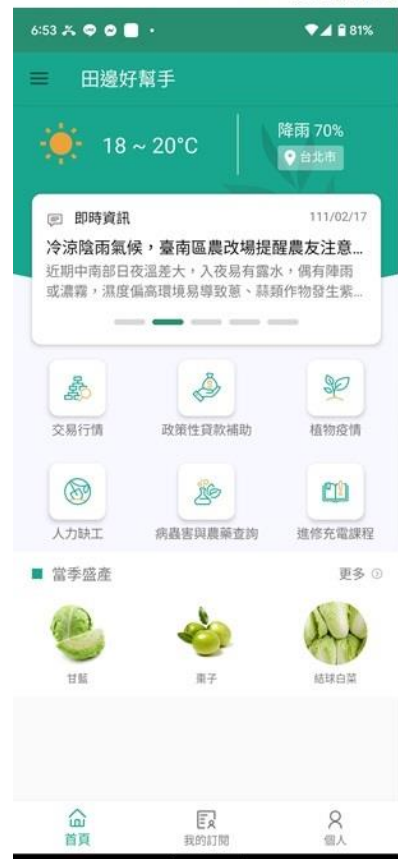 6:53
81%
田邊好幫手
18 ~ 20°C
降雨 70%
台北市
即時資訊
111/02/17
冷涼陰雨氣候，臺南區農改場提醒農友注意...
近期中南部日夜溫差大，入夜易有露水，偶有陣雨
或濃霧，濕度偏高環境易導致蔥、蒜類作物發生紫...
交易行情
政策性貸款補助
植物疫情
人力缺工
病蟲害與農藥查詢
進修充電課程
當季盛產
更多
甘藍
棗子
結球白菜
首頁
我的訂閱
個人